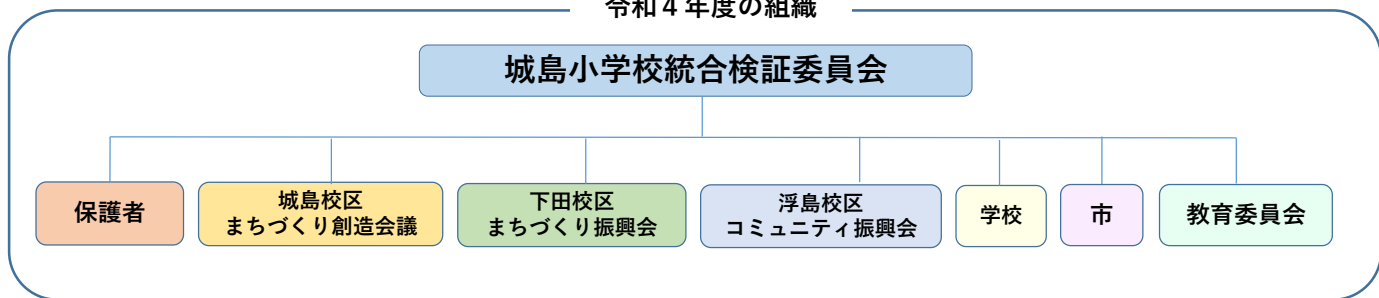 令和４年度の組織
城島小学校統合検証委員会
保護者
城島校区
まちづくり創造会議
下田校区
まちづくり振興会
浮島校区
コミュニティ振興会
学校
市
教育委員会